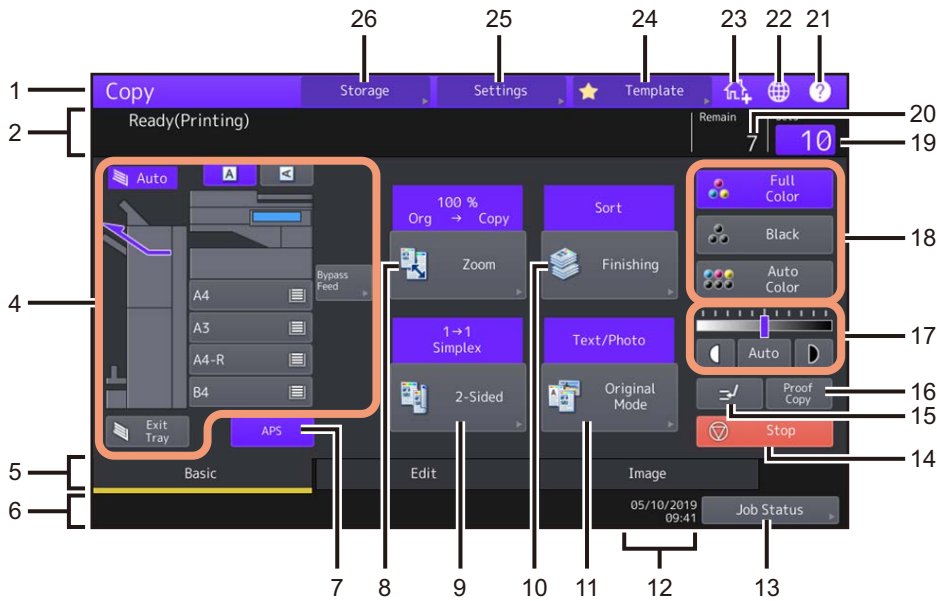 26 25 24 23 22 21
1
Copy Storage Settings Template ?
2
Ready(Printing)
Remain
20
7 10
19
Auto A A
100 %
Org → Copy
Sort
Full
Color
Zoom
Finishing
Black
18
Bypass
Feed
Auto
Color
4
A4
A3
A4-R
B4
1→1
Simplex
Text/Photo
17
Auto
2-Sided
Original
Mode
Proof
Copy
16
15
Exit
Tray
APS
Stop
14
5
Basic Edit Image
6
05/10/2019
09:41
Job Status
7 8 9 10 11 12 13